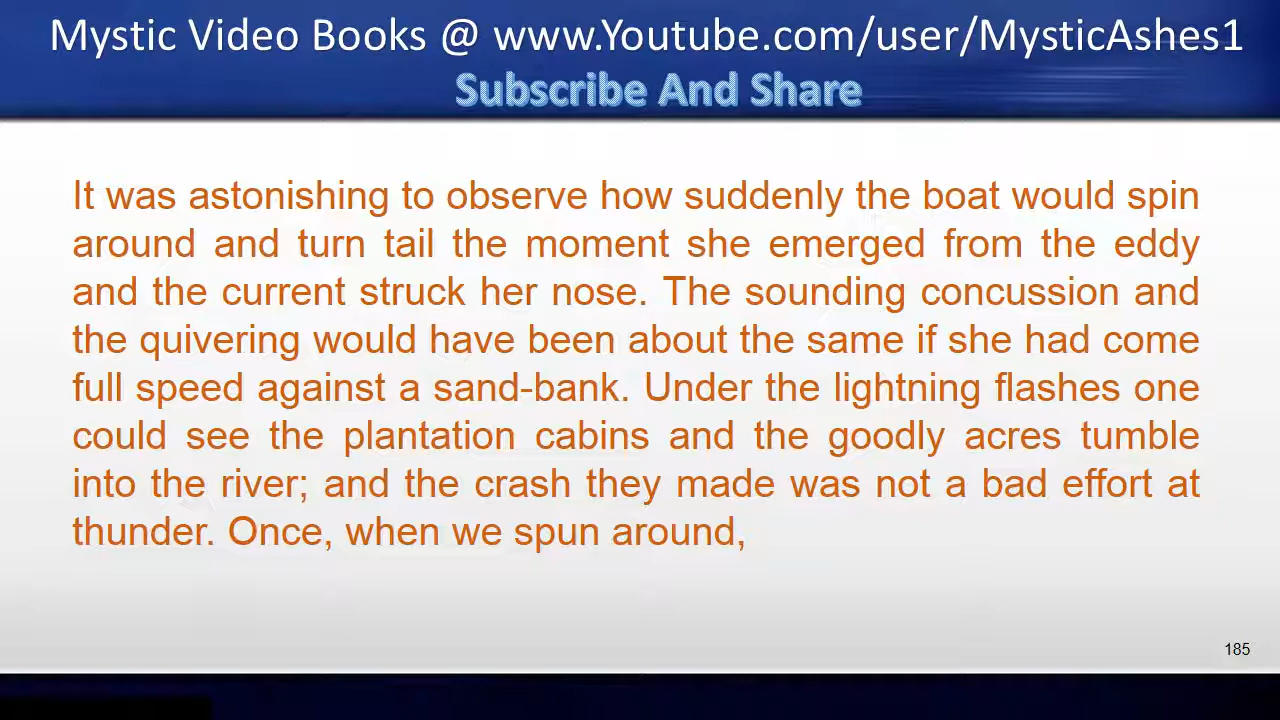 Mystic Video Books @ www.Youtube.com/user/MysticAshes1
Subscribe And Share
It was astonishing to observe how suddenly the boat would spin
around and turn tail the moment she emerged from the eddy
and the current struck her nose. The sounding concussion and
the quivering would have been about the same if she had come
full speed against a sand-bank. Under the lightning flashes one
could see the plantation cabins and the goodly acres tumble
into the river; and the crash they made was not a bad effort at
thunder. Once, when we spun around,
185